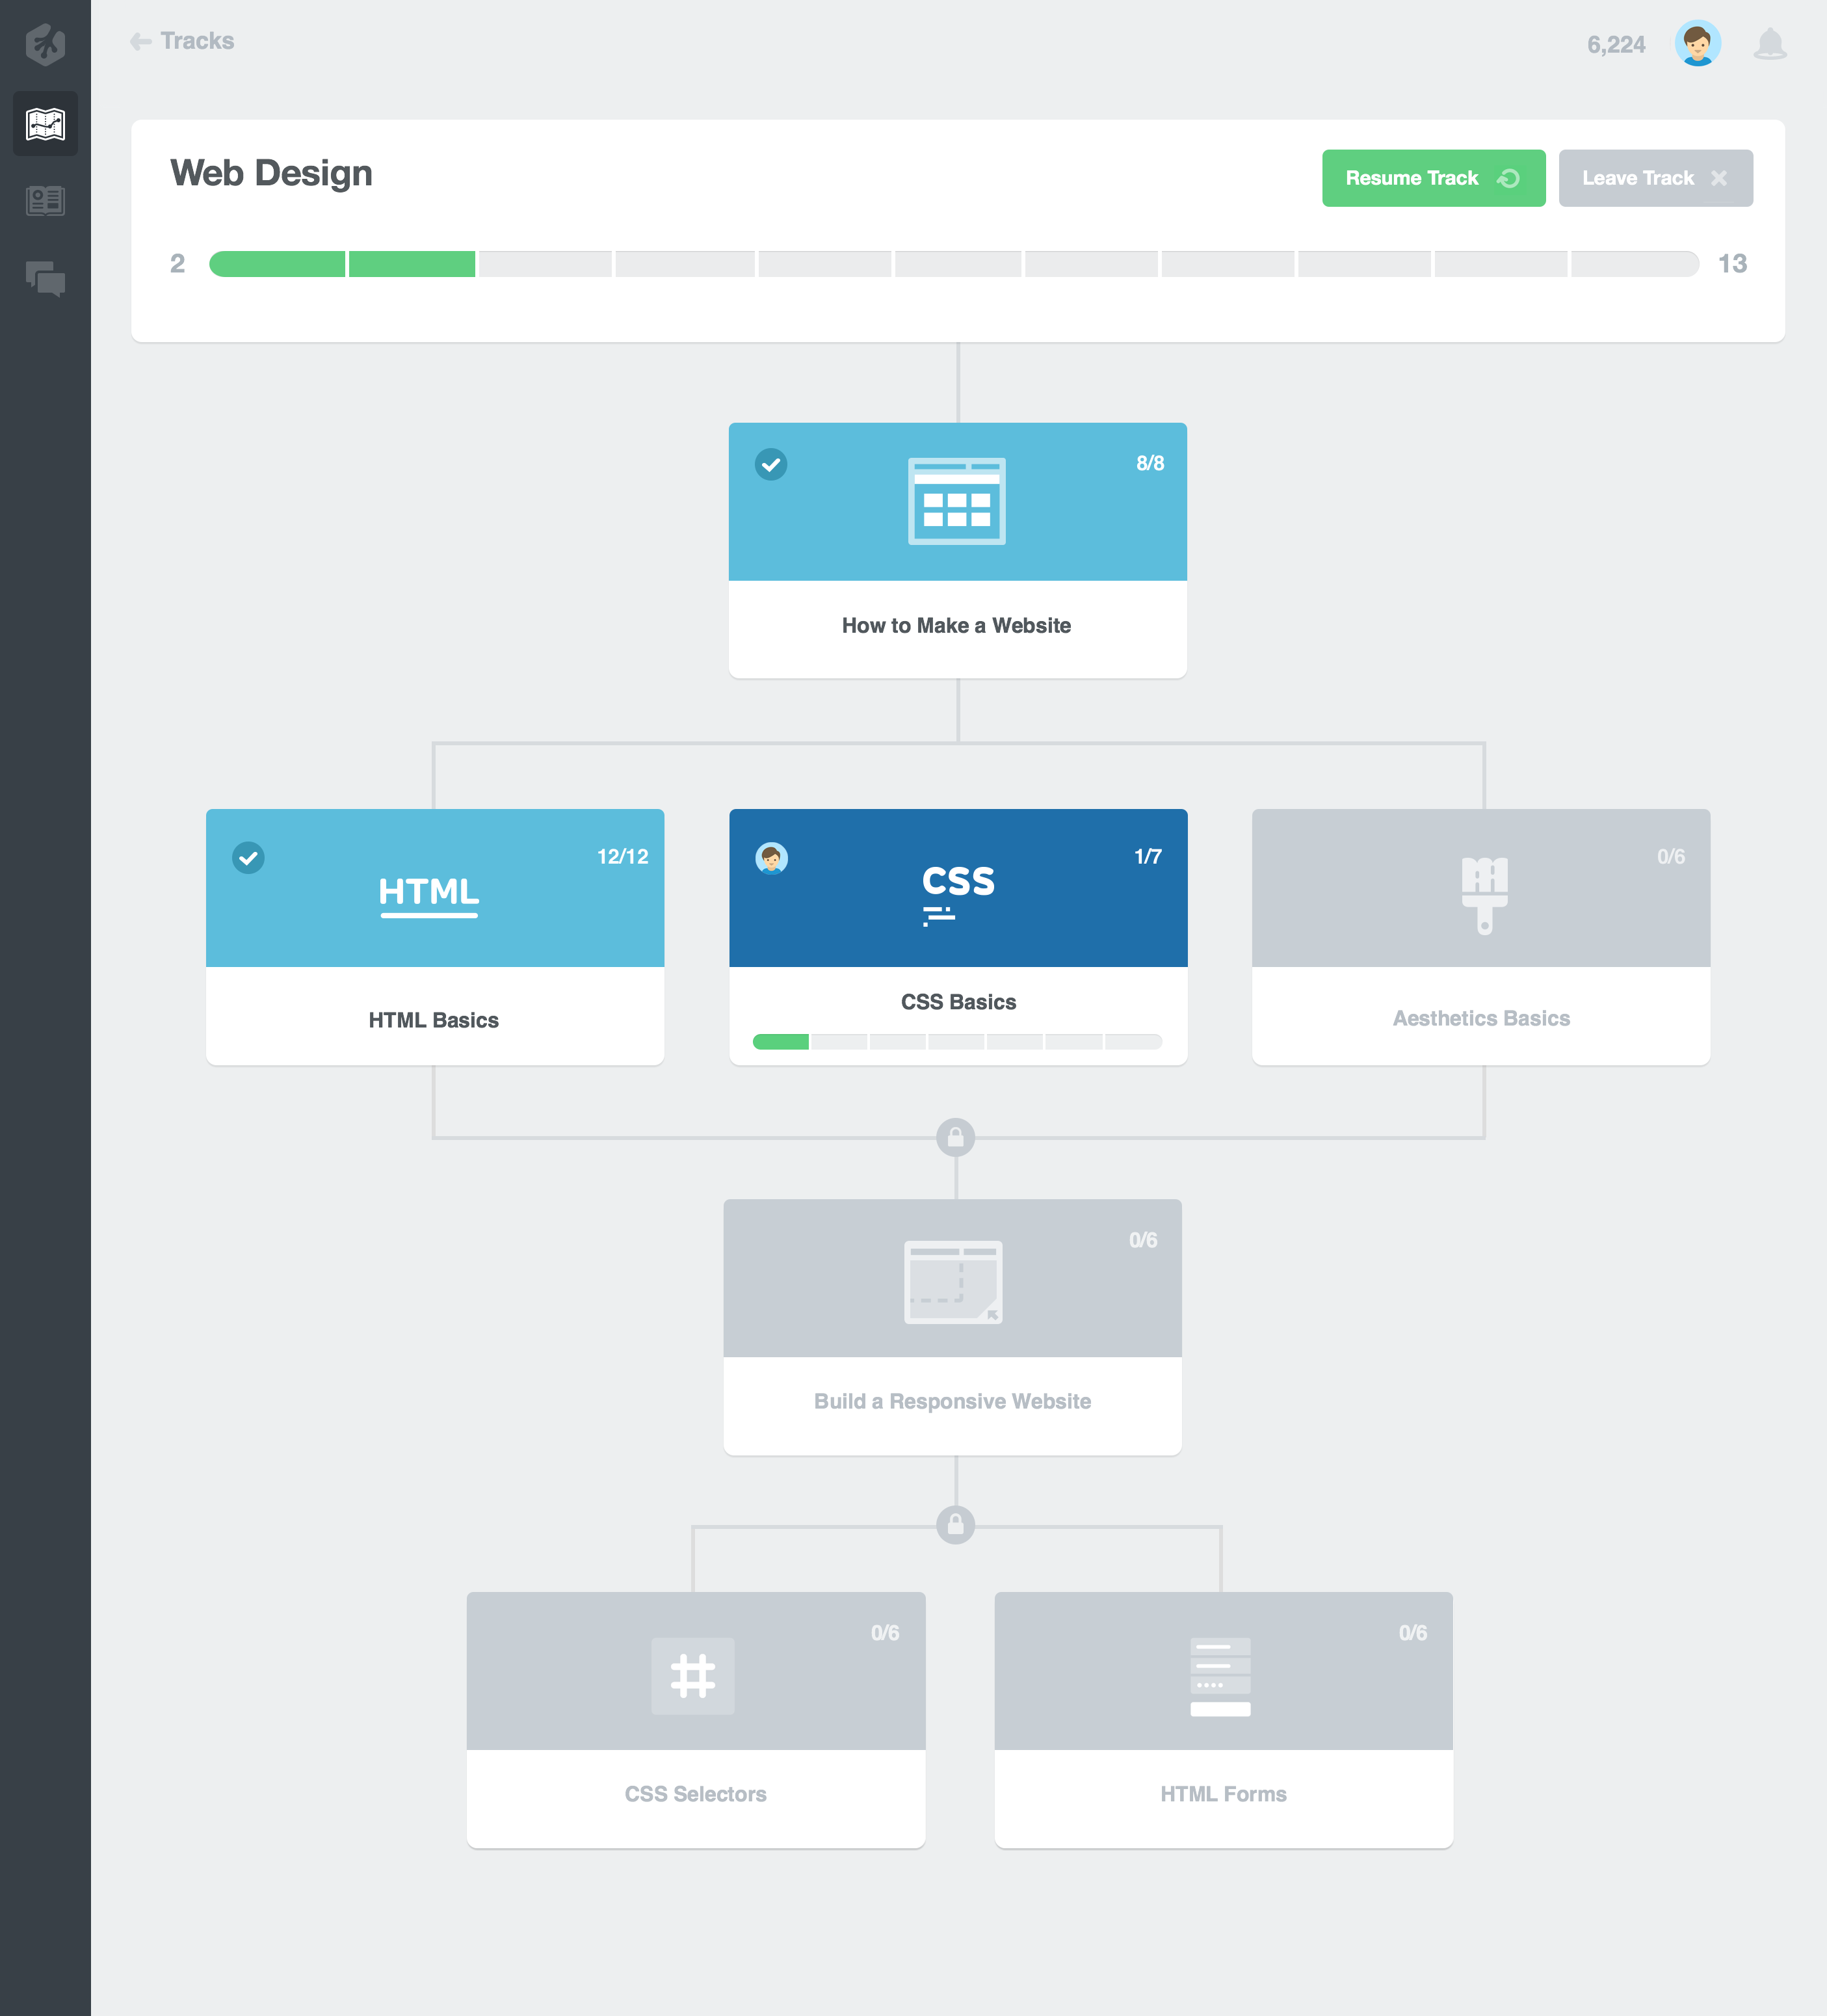 Tracks
6,224
Web Design
Resume Track
Leave Track
2
13
8/8
How to Make a Website
12/12
HTML
HTML Basics
1/7
CSS
CSS Basics
0/6
Aesthetics Basics
0/6
Build a Responsive Website
0/6
#
CSS Selectors
0/6
HTML Forms